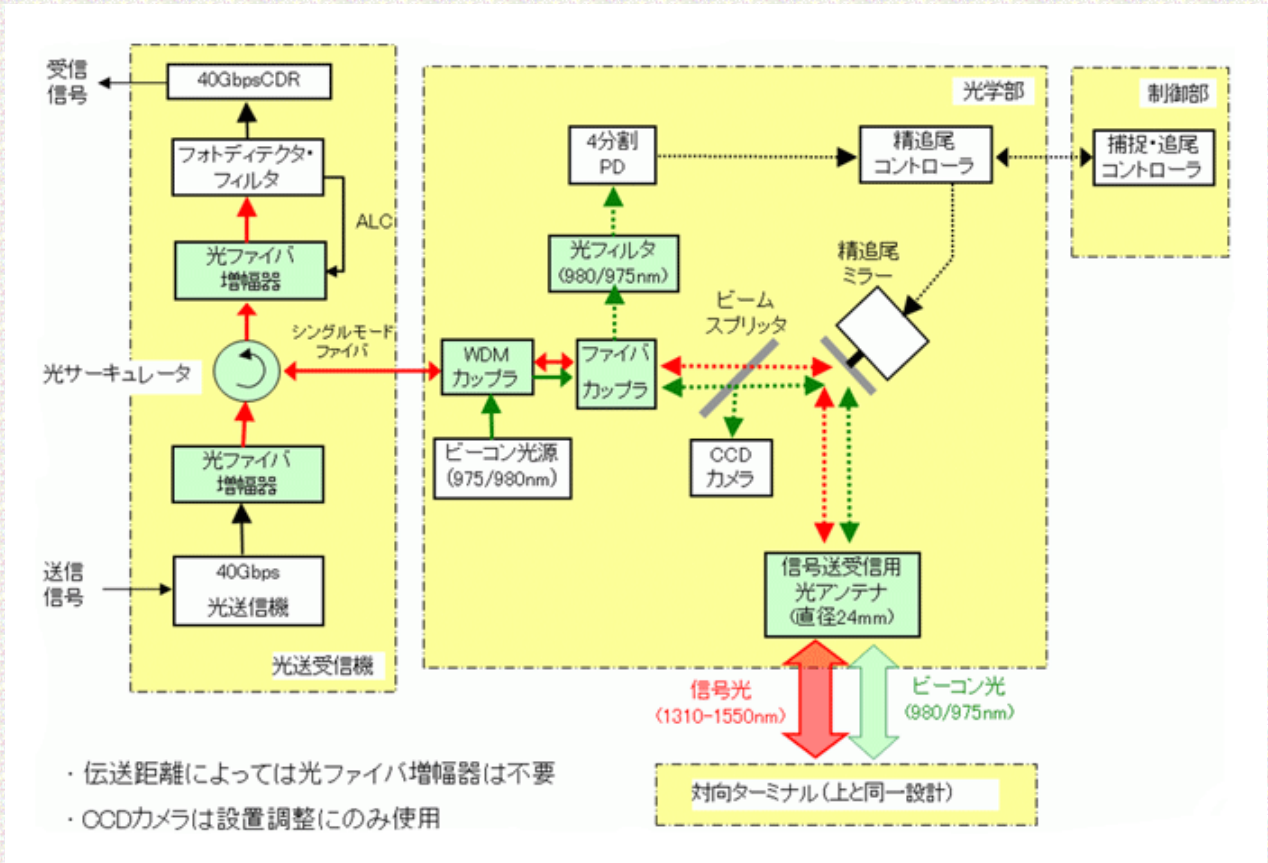 受信
信号
40GbpsCDR
フォトディテクタ・
フィルタ
ALC
光ファイバ
増幅器
光サーキュレータ
シングルモード
ファイバ
光ファイバ
増幅器
送信
信号
40Gbps
光送信機
光送受信機
光学部
4分割
PD
精追尾
コントローラ
光フィルタ
(980/975nm)
精追尾
ミラー
ビーム
スプリッタ
WDM
カップラ
ファイバ
カップラ
ビーコン光源
(975/980nm)
CCD
カメラ
信号送受信用
光アンテナ
(直径24mm)
制御部
捕捉・追尾
コントローラ
信号光
(1310-1550nm)
ビーコン光
(980/975nm)
対向ターミナル(上と同一設計)
・伝送距離によっては光ファイバ増幅器は不要
・CCDカメラは設置調整にのみ使用